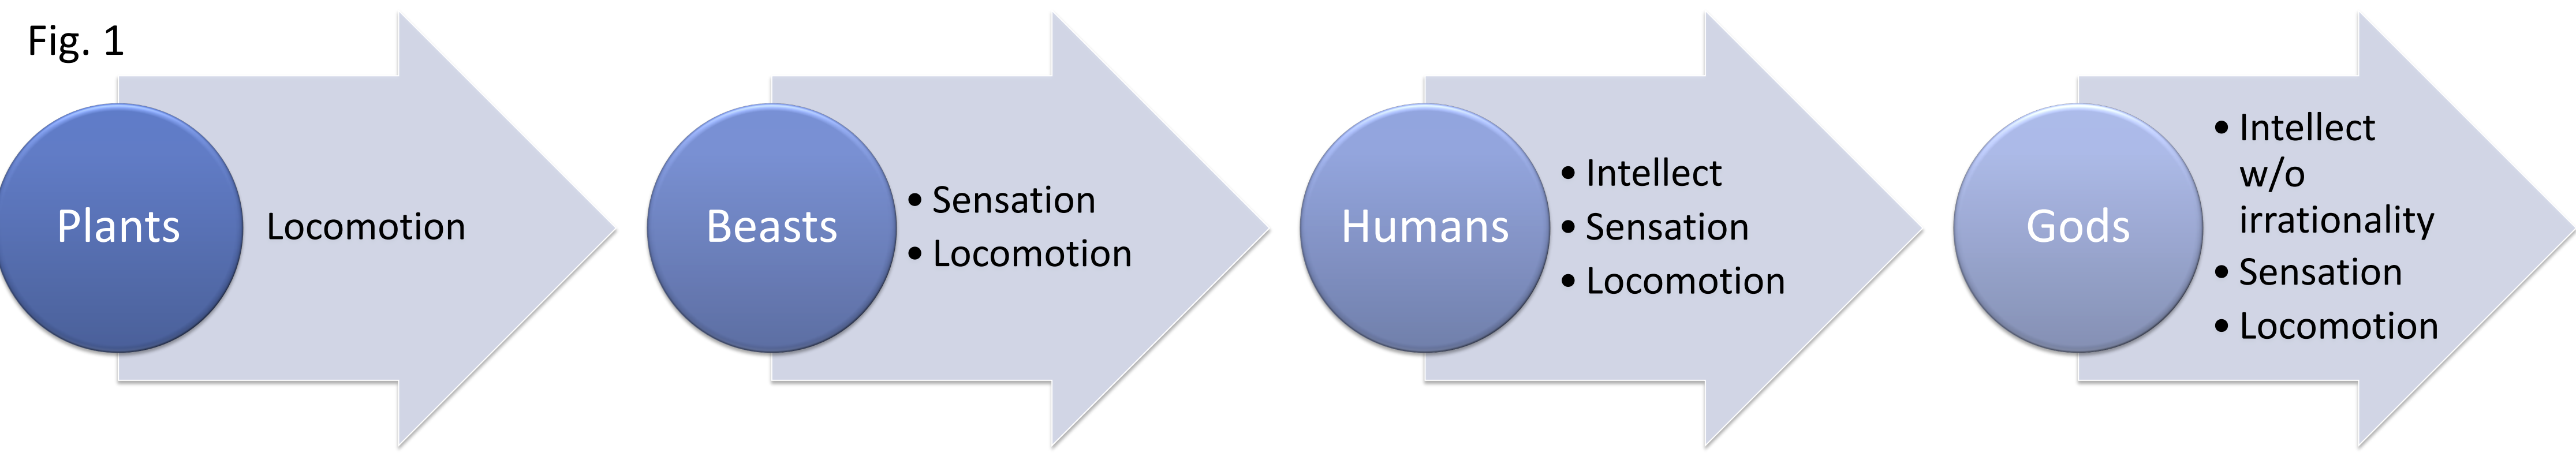 Fig. 1
Plants
Locomotion
Beasts
• Sensation
• Locomotion
Humans
• Intellect
• Sensation
• Locomotion
Gods
• Intellect
w/o
irrationality
• Sensation
• Locomotion